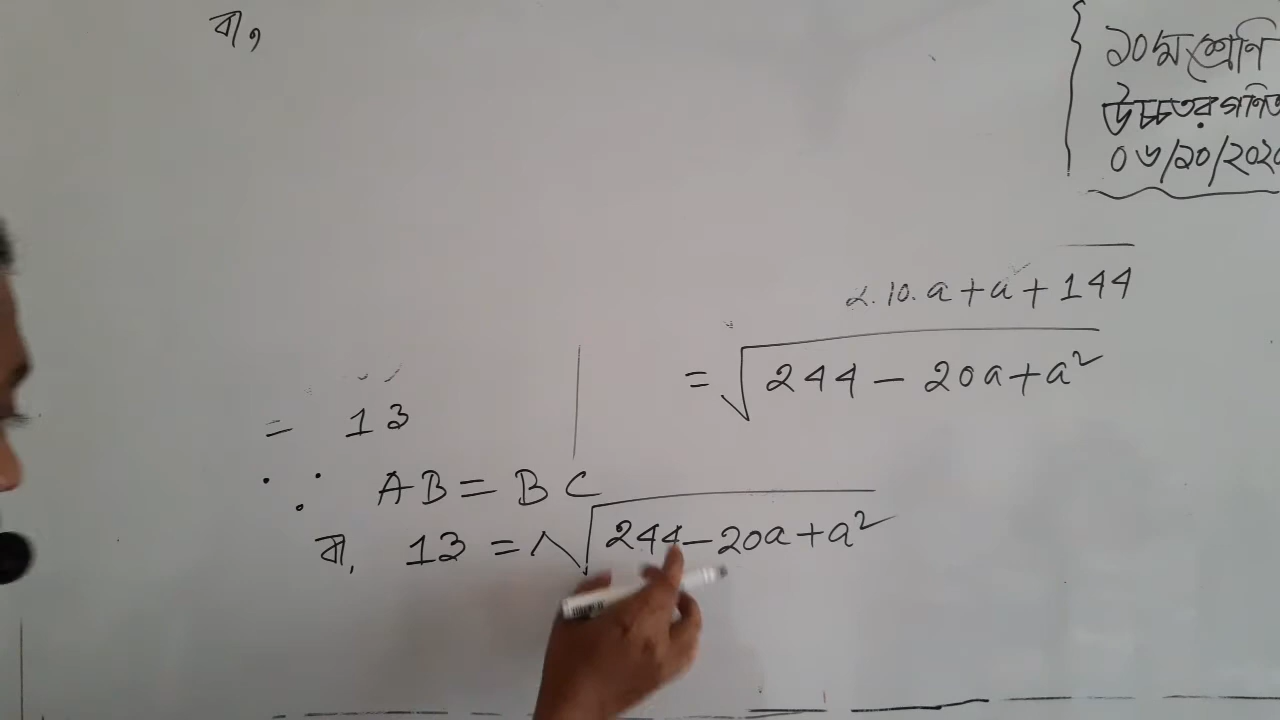 বা,
১০ম শ্রেণি
উচ্চতর গণিত
০৬/১০/২০২০
2.10.a+a+144
= √244 - 20a+a²
= 13
∵ AB = BC
বা, 13 = √244-20a+a²